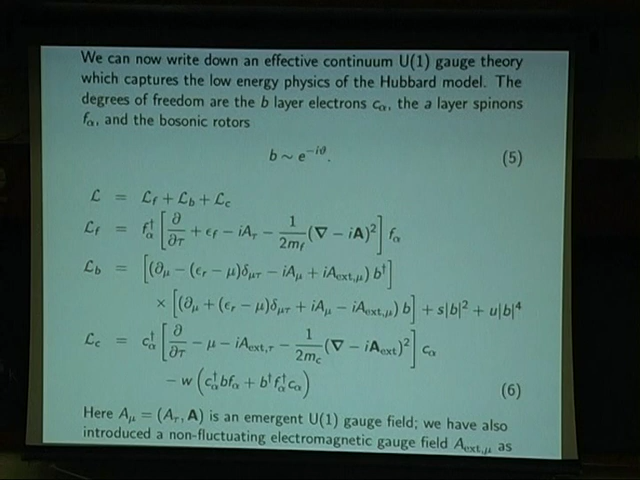 We can now write down an effective continuum U(1) gauge theory
which captures the low energy physics of the Hubbard model. The
degrees of freedom are the b layer electrons c_α, the a layer spinons
f_α, and the bosonic rotors
b ∼ e^{-iϑ}. (5)
ℒ = ℒ_f + ℒ_b + ℒ_c
ℒ_f = f_α^† [ ∂/∂τ + ϵ_f − iA_τ − 1/(2m_f) (∇ − i𝐀)^2 ] f_α
ℒ_b = [ (∂_μ − (ϵ_r − μ)δ_{μτ} − iA_μ + iA_{ext,μ}) b^† ]
× [ (∂_μ + (ϵ_r − μ)δ_{μτ} + iA_μ − iA_{ext,μ}) b ] + s|b|^2 + u|b|^4
ℒ_c = c_α^† [ ∂/∂τ − μ − iA_{ext,τ} − 1/(2m_c) (∇ − i𝐀_{ext})^2 ] c_α
− w ( c_α^† b f_α + b^† f_α^† c_α ) (6)
Here A_μ = (A_τ, 𝐀) is an emergent U(1) gauge field; we have also
introduced a non-fluctuating electromagnetic gauge field A_{ext,μ} as